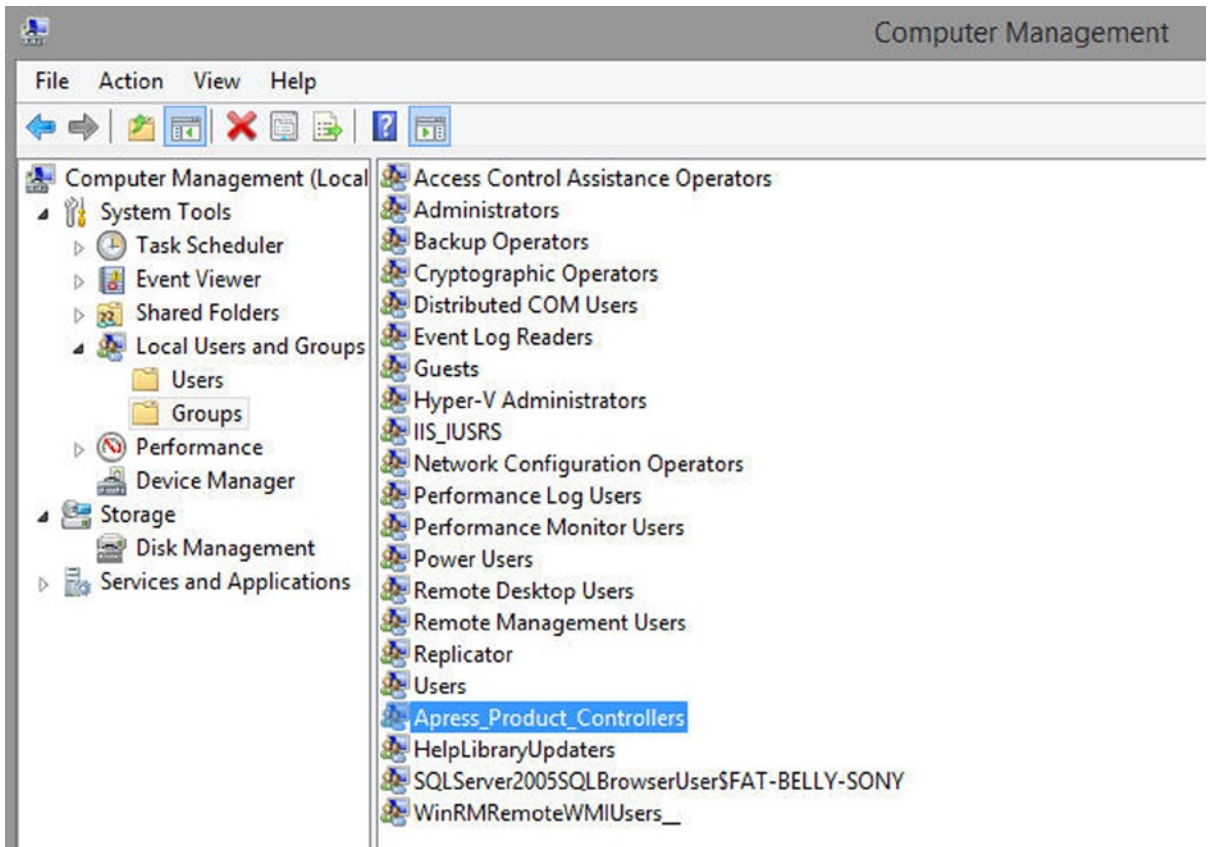 Computer Management
File Action View Help
Computer Management (Local
System Tools
Task Scheduler
Event Viewer
Shared Folders
Local Users and Groups
Users
Groups
Performance
Device Manager
Storage
Disk Management
Services and Applications
Access Control Assistance Operators
Administrators
Backup Operators
Cryptographic Operators
Distributed COM Users
Event Log Readers
Guests
Hyper-V Administrators
IIS_IUSRS
Network Configuration Operators
Performance Log Users
Performance Monitor Users
Power Users
Remote Desktop Users
Remote Management Users
Replicator
Users
Apress_Product_Controllers
HelpLibraryUpdaters
SQLServer2005SQLBrowserUser$FAT-BELLY-SONY
WinRMRemoteWMIUsers__